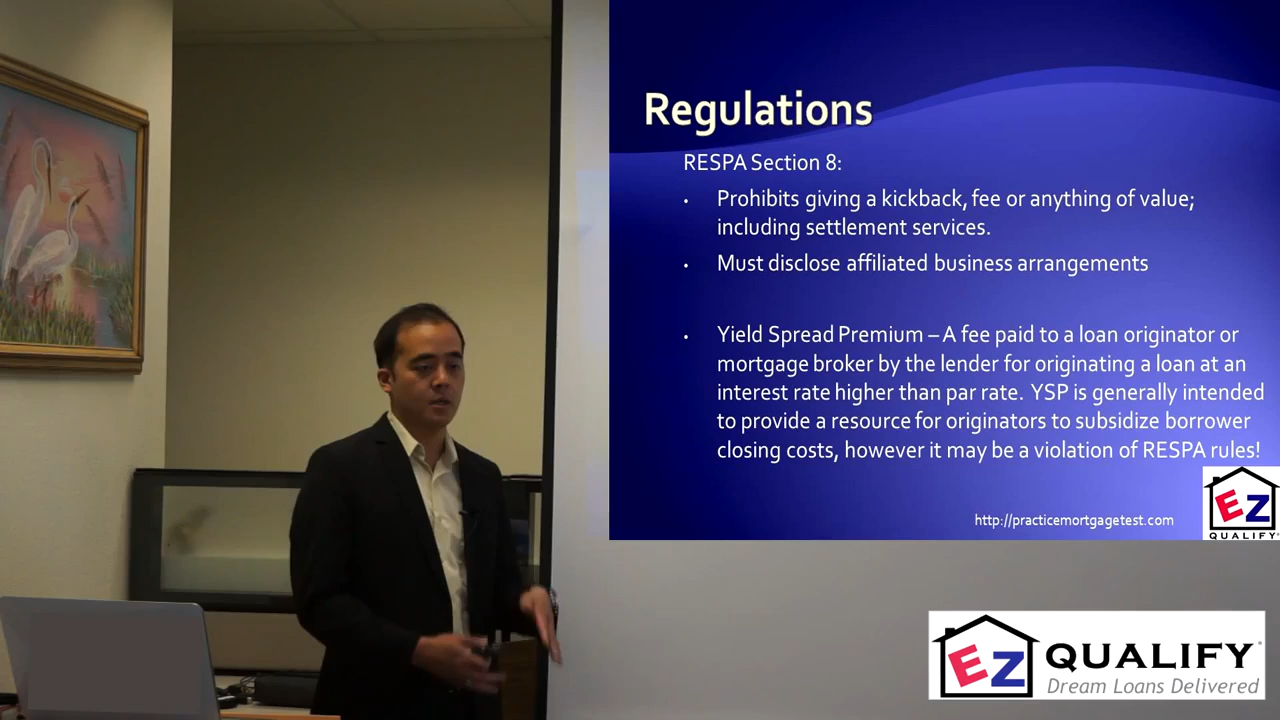 Regulations
RESPA Section 8:
• Prohibits giving a kickback, fee or anything of value;
including settlement services.
• Must disclose affiliated business arrangements
• Yield Spread Premium – A fee paid to a loan originator or
mortgage broker by the lender for originating a loan at an
interest rate higher than par rate. YSP is generally intended
to provide a resource for originators to subsidize borrower
closing costs, however it may be a violation of RESPA rules!
http://practicemortgagetest.com
EZ
QUALIFY
EZ QUALIFY
Dream Loans Delivered